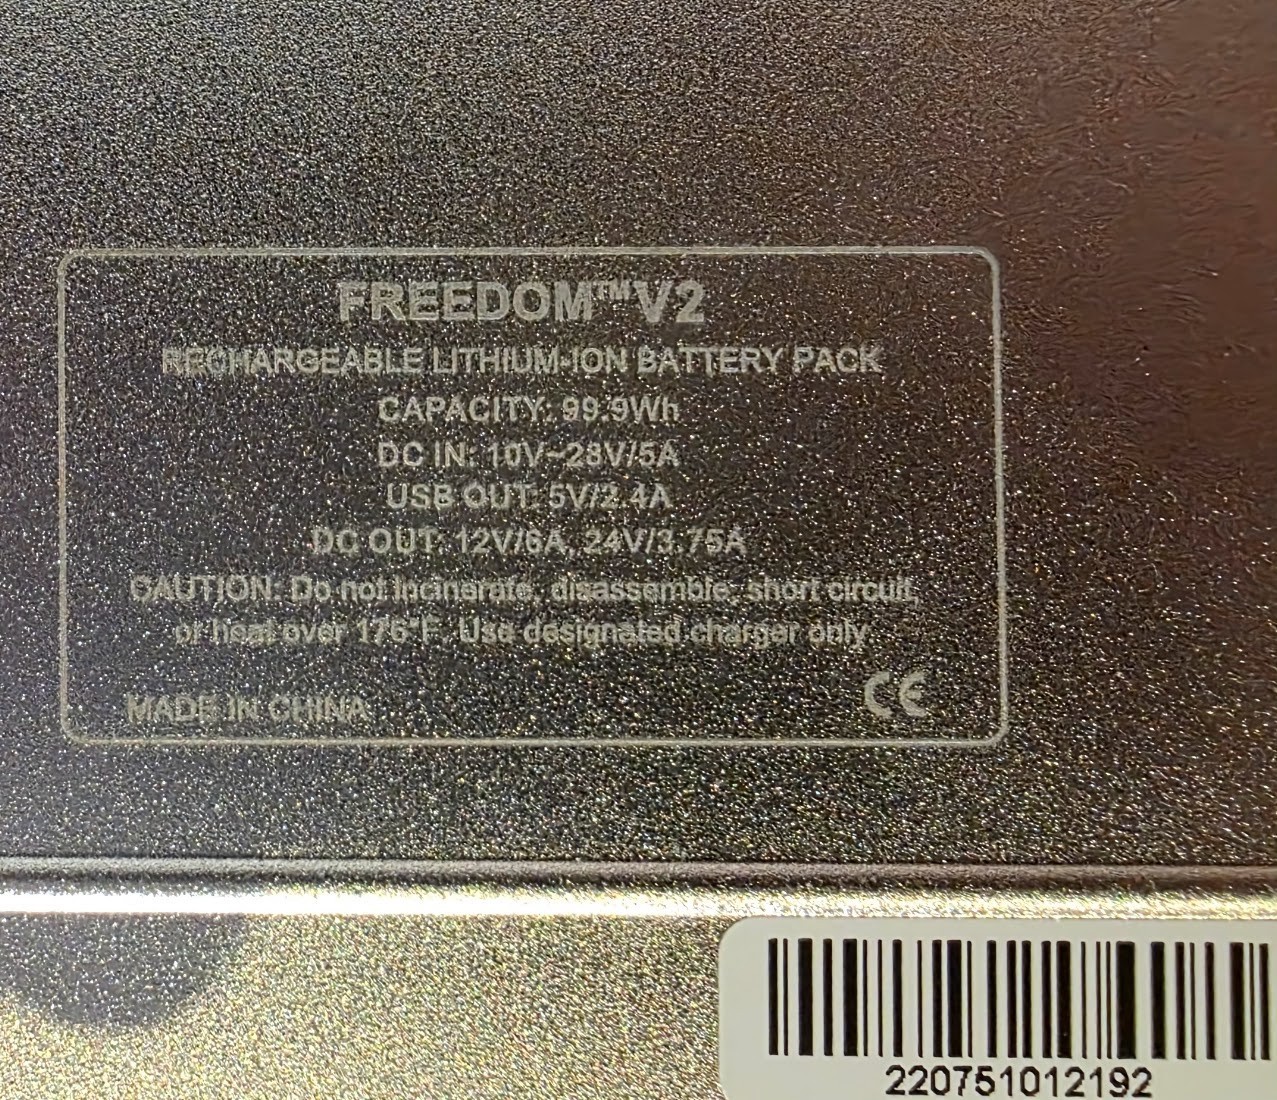 FREEDOM™V2
RECHARGEABLE LITHIUM-ION BATTERY PACK
CAPACITY: 99.9Wh
DC IN: 10V~28V/5A
USB OUT: 5V/2.4A
DC OUT: 12V/6A, 24V/3.75A
CAUTION: Do not incinerate, disassemble, short circuit,
or heat over 176°F. Use designated charger only.
MADE IN CHINA
CE
220751012192